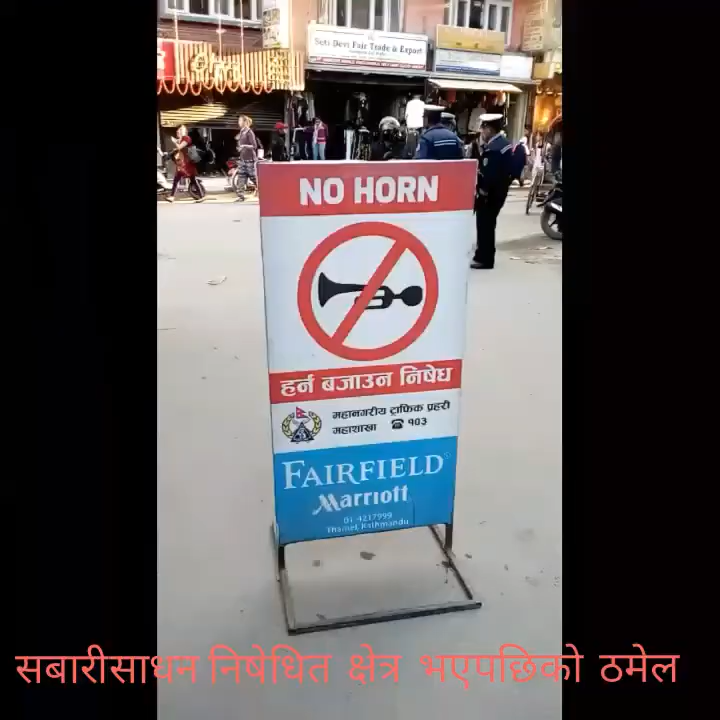 Seti Devi Fair Trade & Export
NO HORN
हर्न बजाउन निषेध
महानगरीय ट्राफिक प्रहरी
महाशाखा ☎ १०३
FAIRFIELD
Marriott
01-4217999
Thamel, Kathmandu
सबारीसाधन निषेधित क्षेत्र भएपछिको ठमेल